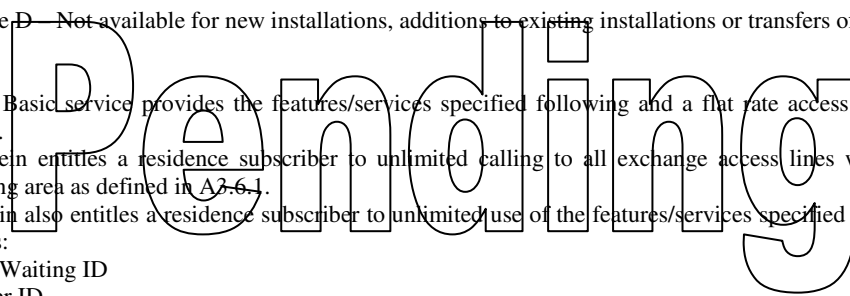 e D – Not available for new installations, additions to existing installations or transfers of
Pending
Basic service provides the features/services specified following and a flat rate access
.
ein entitles a residence subscriber to unlimited calling to all exchange access lines w
ng area as defined in A3.6.1.
in also entitles a residence subscriber to unlimited use of the features/services specified
s:
Waiting ID
er ID